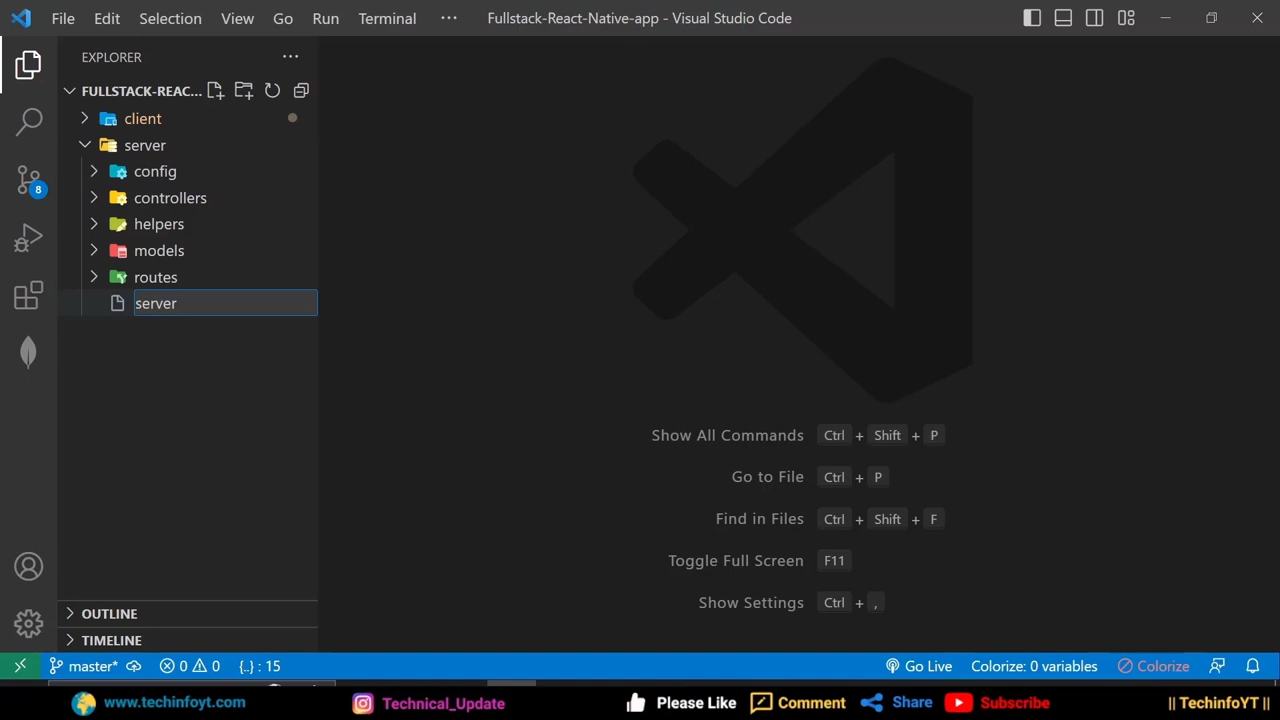 File Edit Selection View Go Run Terminal ··· Fullstack-React-Native-app - Visual Studio Code
EXPLORER ···
FULLSTACK-REAC...
client
server
config
controllers
helpers
models
routes
server
8
Show All Commands Ctrl + Shift + P
Go to File Ctrl + P
Find in Files Ctrl + Shift + F
Toggle Full Screen F11
Show Settings Ctrl + ,
OUTLINE
TIMELINE
master* 0 0 {..} : 15 Go Live Colorize: 0 variables Colorize
www.techinfoyt.com Technical_Update Please Like Comment Share Subscribe || TechinfoYT ||